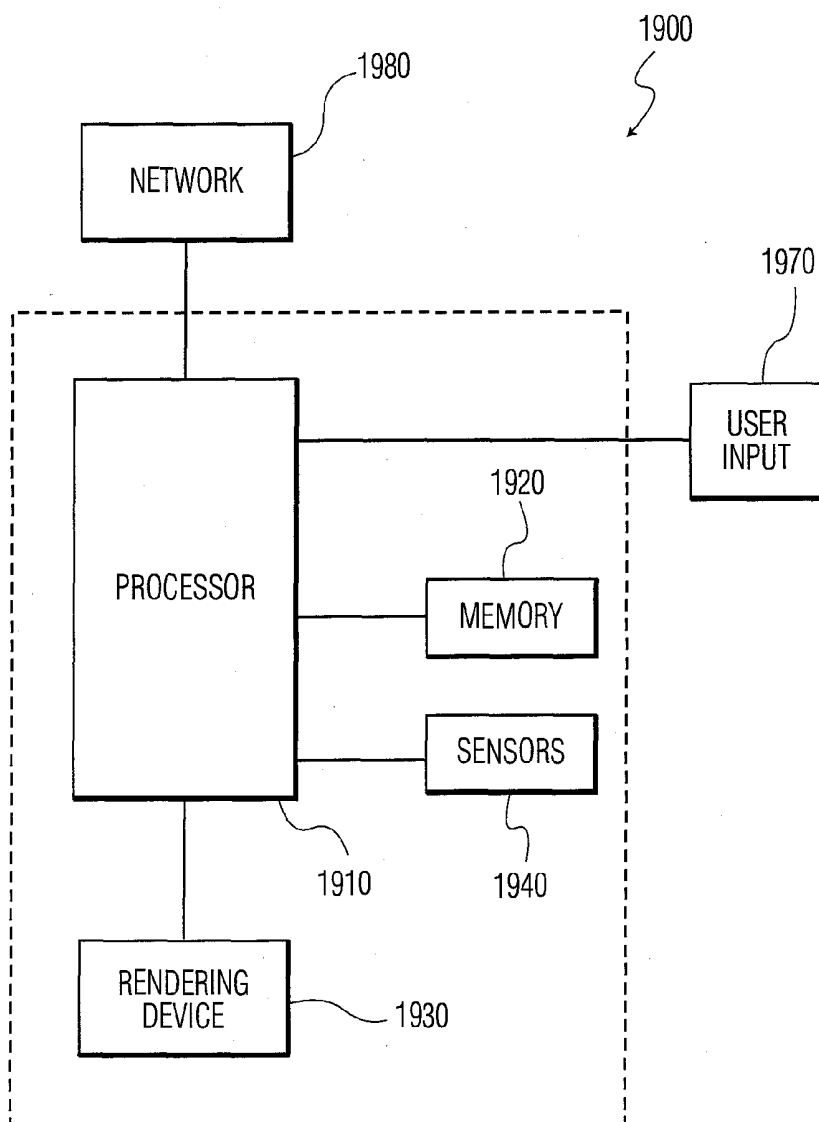 1900
1980
NETWORK
1970
USER
INPUT
1920
PROCESSOR
MEMORY
SENSORS
1910
1940
RENDERING
DEVICE
1930